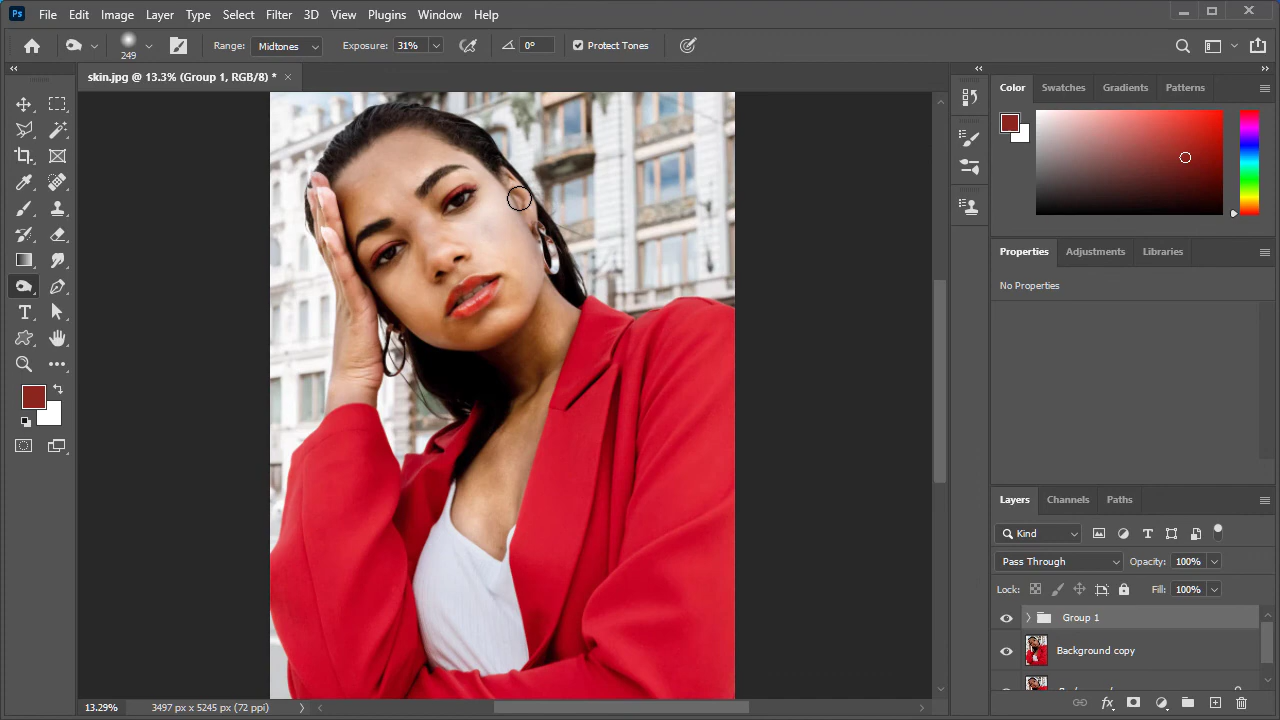 Ps File Edit Image Layer Type Select Filter 3D View Plugins Window Help
249 Range: Midtones Exposure: 31% 0° Protect Tones
skin.jpg @ 13.3% (Group 1, RGB/8) *
Color Swatches Gradients Patterns
Properties Adjustments Libraries
No Properties
Layers Channels Paths
Kind
Pass Through Opacity: 100%
Lock: Fill: 100%
Group 1
Background copy
13.29% 3497 px x 5245 px (72 ppi)